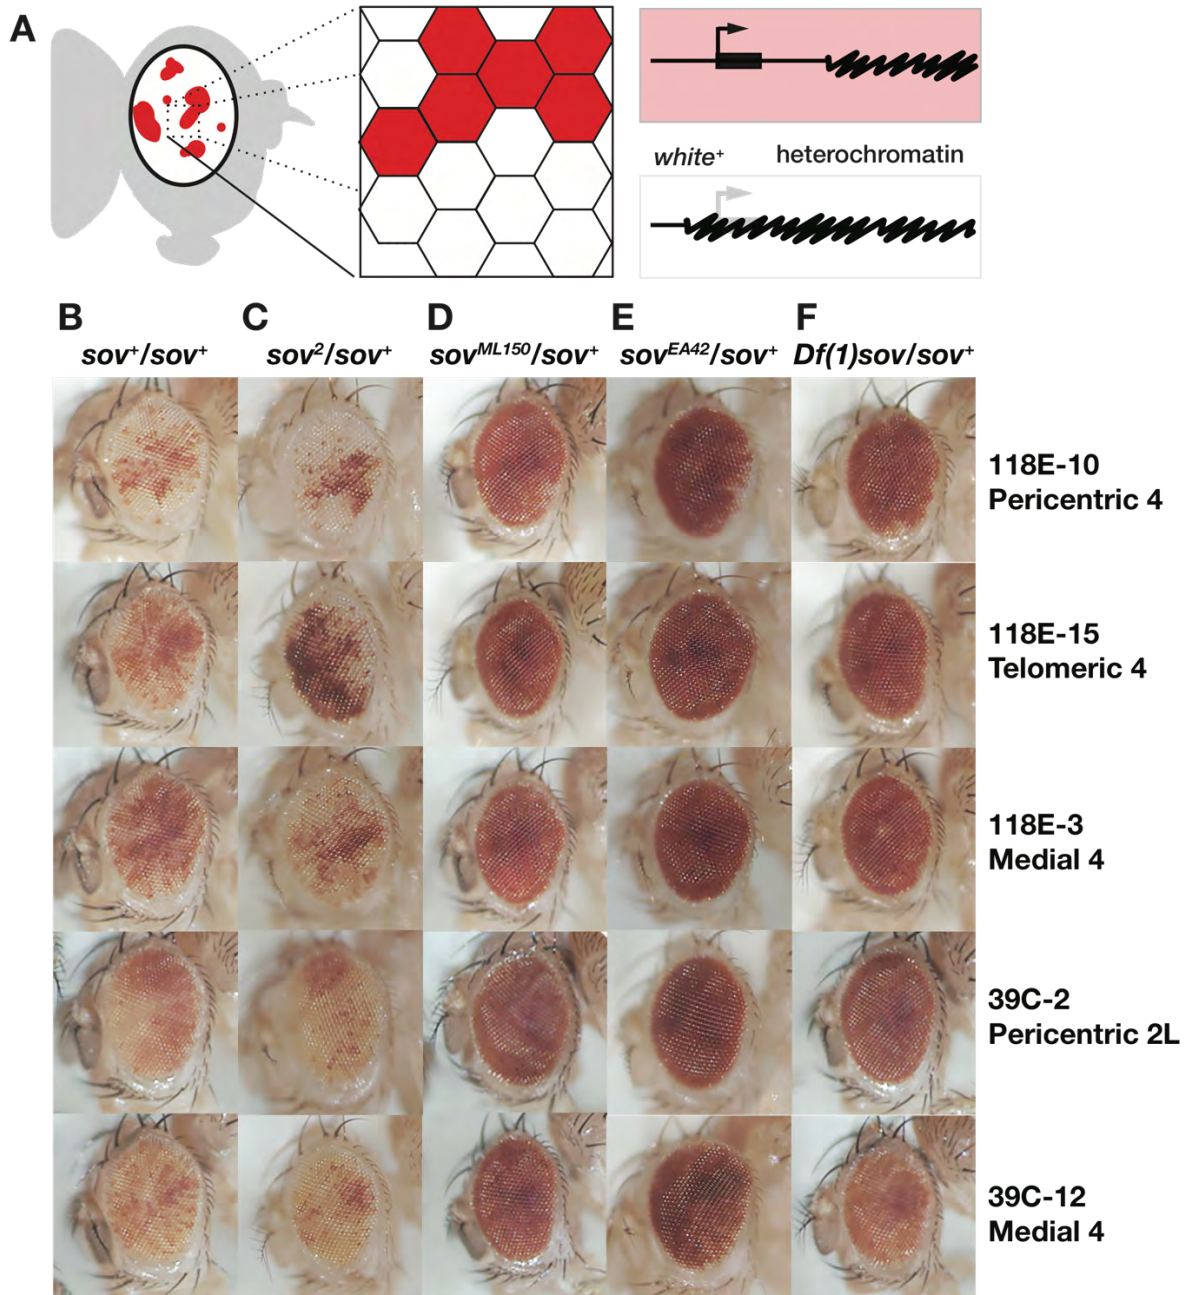 A
white+ heterochromatin
B C D E F
sov+/sov+ sov2/sov+ sovML150/sov+ sovEA42/sov+ Df(1)sov/sov+
118E-10
Pericentric 4
118E-15
Telomeric 4
118E-3
Medial 4
39C-2
Pericentric 2L
39C-12
Medial 4